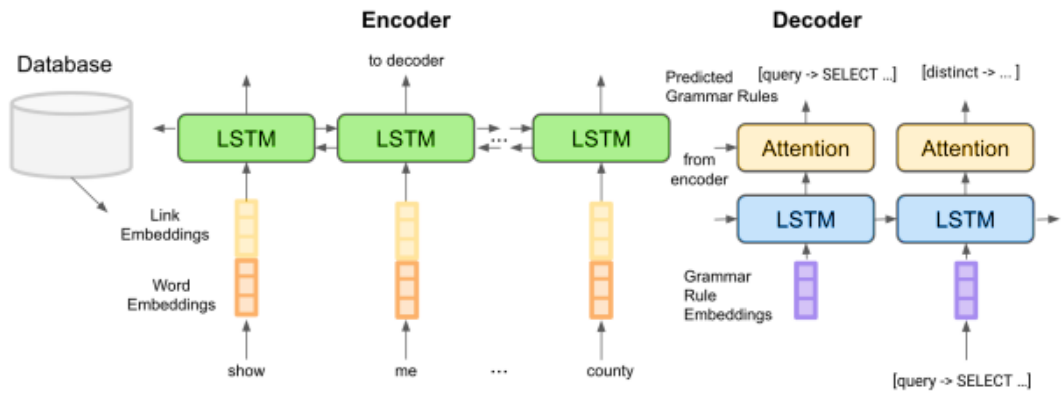 Encoder
Decoder
Database
to decoder
Predicted
Grammar Rules
[query -> SELECT ...]
[distinct -> ... ]
LSTM
LSTM
...
LSTM
from
encoder
Attention
Attention
LSTM
LSTM
Link
Embeddings
Word
Embeddings
Grammar
Rule
Embeddings
show
me
...
county
[query -> SELECT ...]